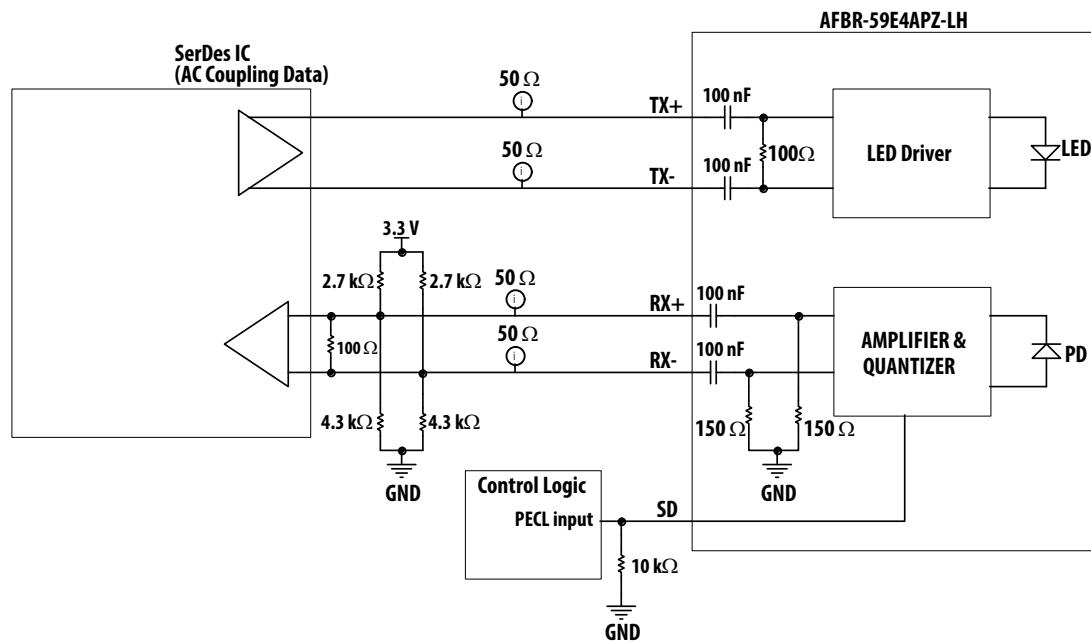 AFBR-59E4APZ-LH
SerDes IC
(AC Coupling Data)
50 Ω
i
TX+
100 nF
50 Ω
i
TX-
100 nF
100Ω
LED Driver
LED
3.3 V
2.7 kΩ
2.7 kΩ
50 Ω
i
RX+
100 nF
100 Ω
50 Ω
i
RX-
100 nF
AMPLIFIER &
QUANTIZER
PD
4.3 kΩ
4.3 kΩ
150 Ω
150 Ω
GND
GND
Control Logic
PECL input
SD
10 kΩ
GND